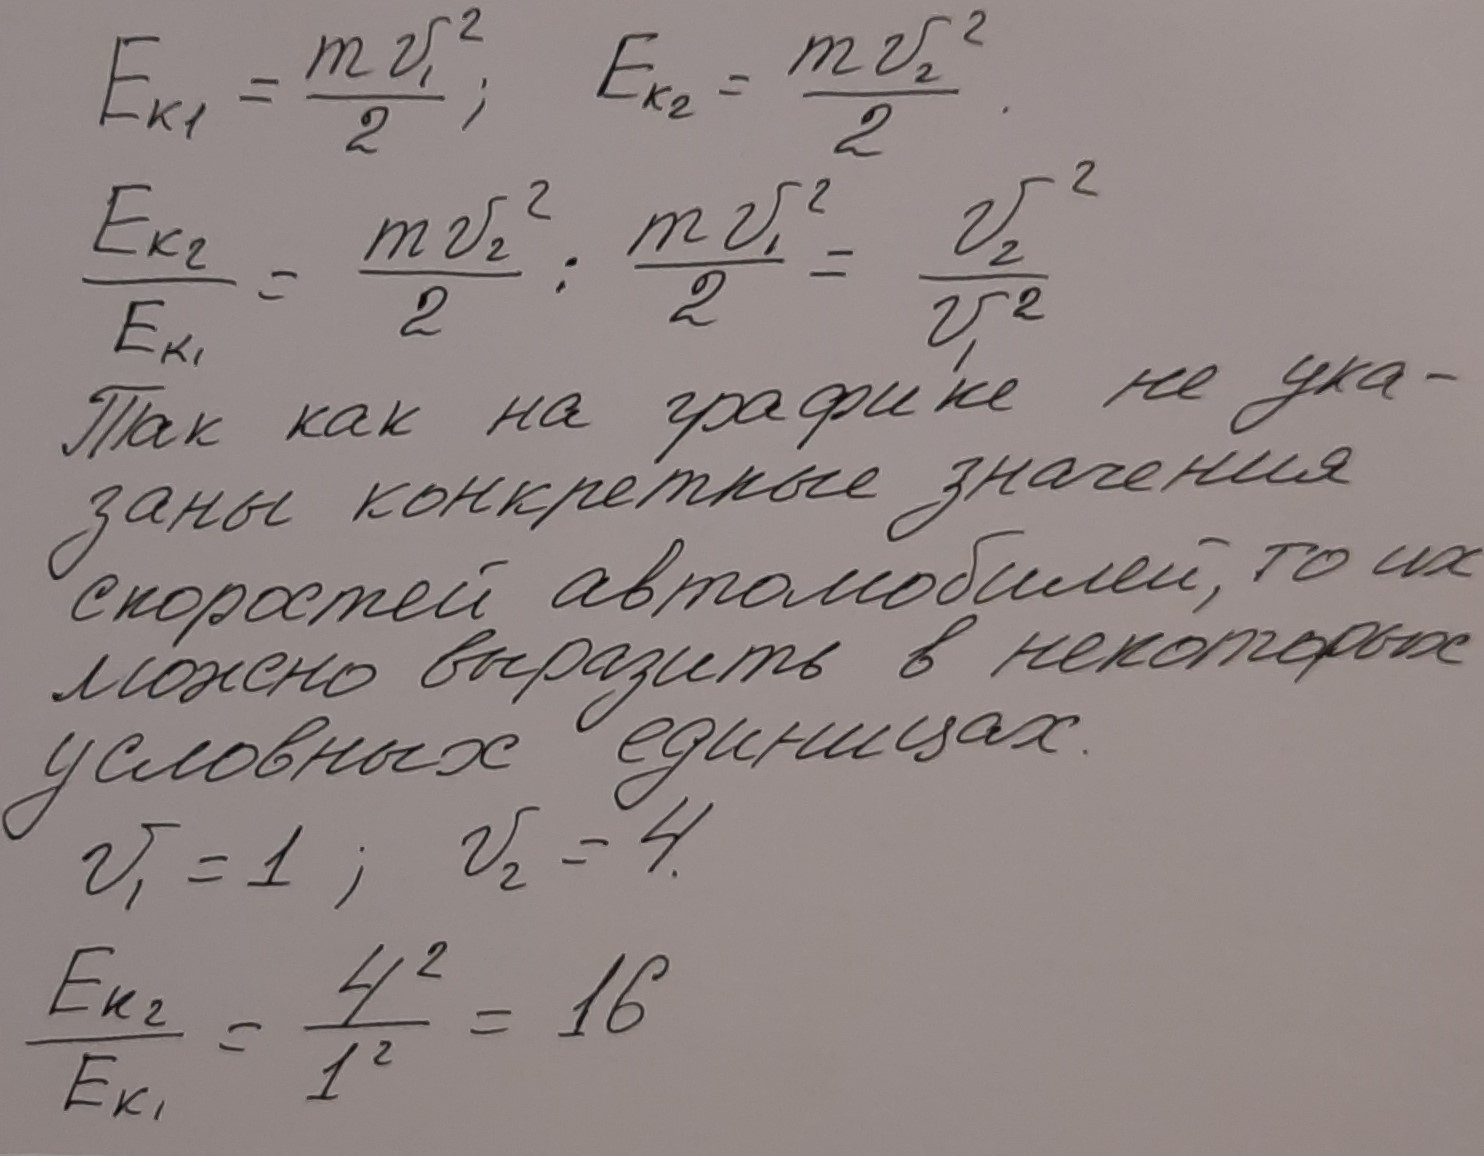 Eк1 = mv₁²/2; Eк2 = mv₂²/2.
Eк2/Eк1 = mv₂²/2 : mv₁²/2 = v₂²/v₁²
Так как на графике не ука-
заны конкретные значения
скоростей автомобилей, то их
можно выразить в некоторых
условных единицах.
v₁ = 1 ; v₂ = 4.
Eк2/Eк1 = 4²/1² = 16